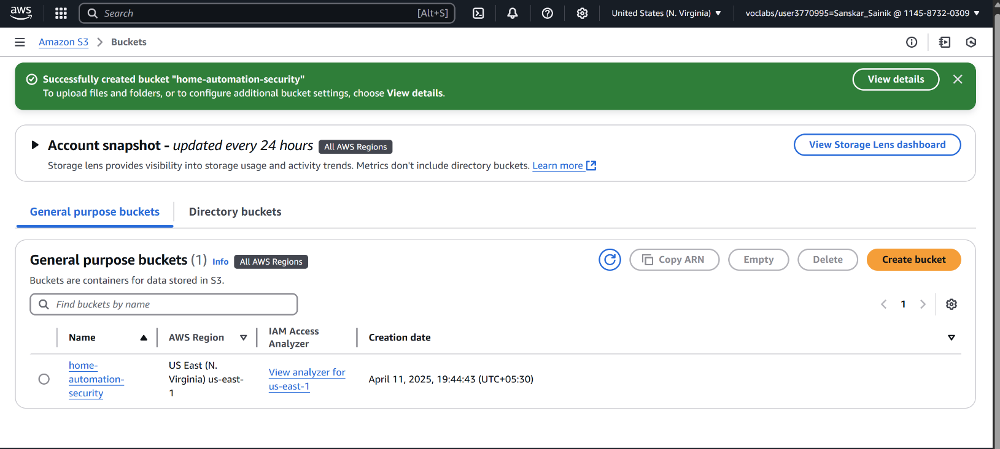 aws
Search
[Alt+S]
United States (N. Virginia)
voclabs/user3770995=Sanskar_Sainik @ 1145-8732-0309
Amazon S3
Buckets
Successfully created bucket "home-automation-security"
To upload files and folders, or to configure additional bucket settings, choose View details.
View details
Account snapshot - updated every 24 hours
All AWS Regions
View Storage Lens dashboard
Storage lens provides visibility into storage usage and activity trends. Metrics don't include directory buckets. Learn more
General purpose buckets
Directory buckets
General purpose buckets (1)
Info
All AWS Regions
Copy ARN
Empty
Delete
Create bucket
Buckets are containers for data stored in S3.
Find buckets by name
1
Name
AWS Region
IAM Access
Analyzer
Creation date
home-
automation-
security
US East (N.
Virginia) us-east-
1
View analyzer for
us-east-1
April 11, 2025, 19:44:43 (UTC+05:30)